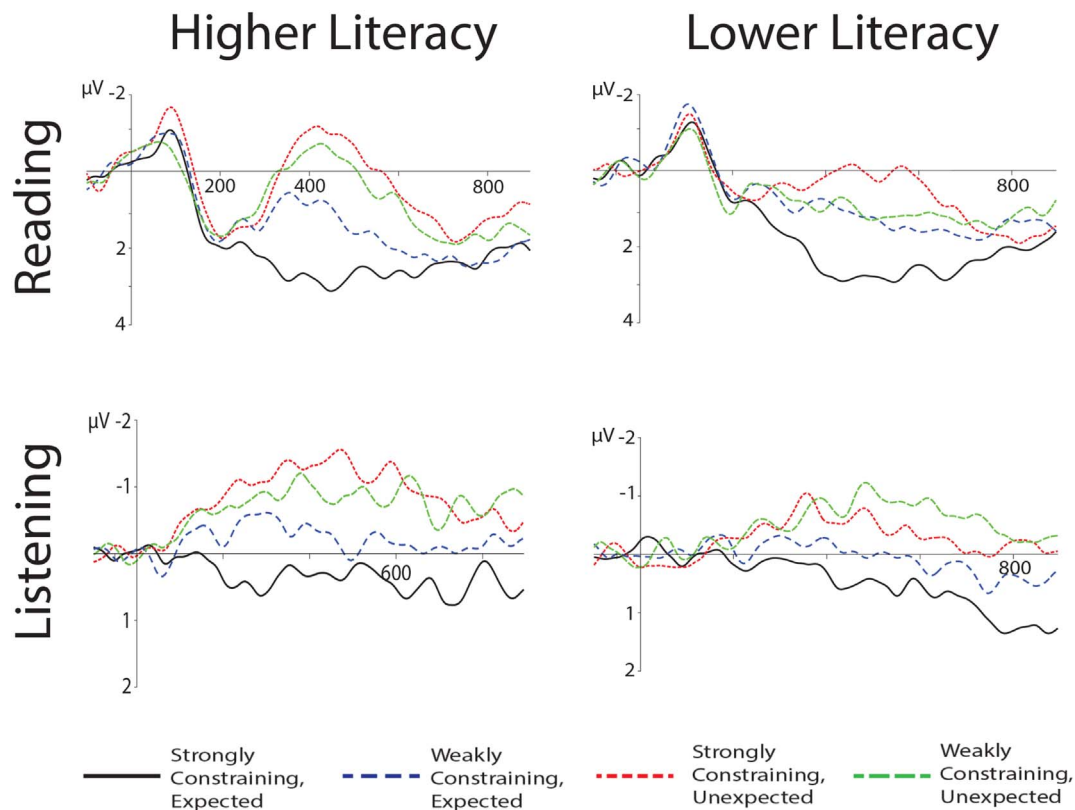 Higher Literacy
Lower Literacy
Reading
µV -2
200
400
800
2
4
µV -2
800
2
4
Listening
µV -2
-1
600
1
2
µV -2
-1
800
1
2
Strongly
Constraining,
Expected
Weakly
Constraining,
Expected
Strongly
Constraining,
Unexpected
Weakly
Constraining,
Unexpected